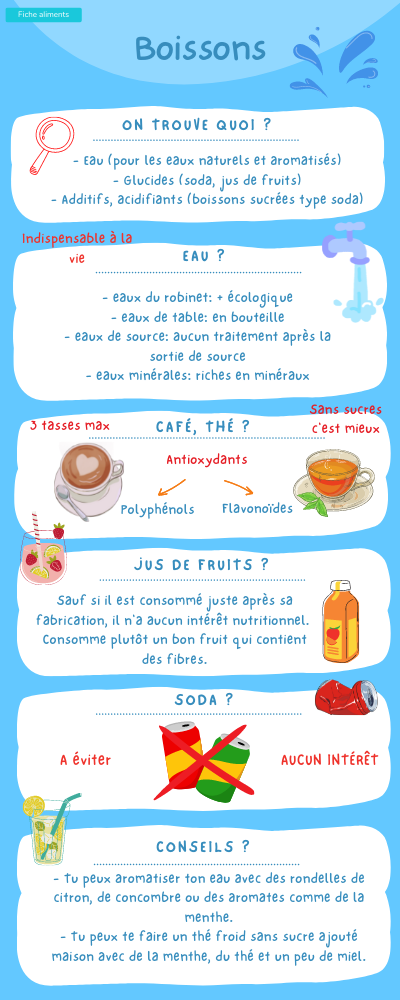 Fiche aliments
Boissons
ON TROUVE QUOI ?
- Eau (pour les eaux naturels et aromatisés)
- Glucides (soda, jus de fruits)
- Additifs, acidifiants (boissons sucrées type soda)
Indispensable à la
vie
EAU ?
- eaux du robinet: + écologique
- eaux de table: en bouteille
- eaux de source: aucun traitement après la
sortie de source
- eaux minérales: riches en minéraux
3 tasses max
CAFÉ, THÉ ?
Sans sucres
c'est mieux
Antioxydants
Polyphénols
Flavonoïdes
JUS DE FRUITS ?
Sauf si il est consommé juste après sa
fabrication, il n'a aucun intérêt nutritionnel.
Consomme plutôt un bon fruit qui contient
des fibres.
SODA ?
A éviter
AUCUN INTÉRÊT
CONSEILS ?
- Tu peux aromatiser ton eau avec des rondelles de
citron, de concombre ou des aromates comme de la
menthe.
- Tu peux te faire un thé froid sans sucre ajouté
maison avec de la menthe, du thé et un peu de miel.